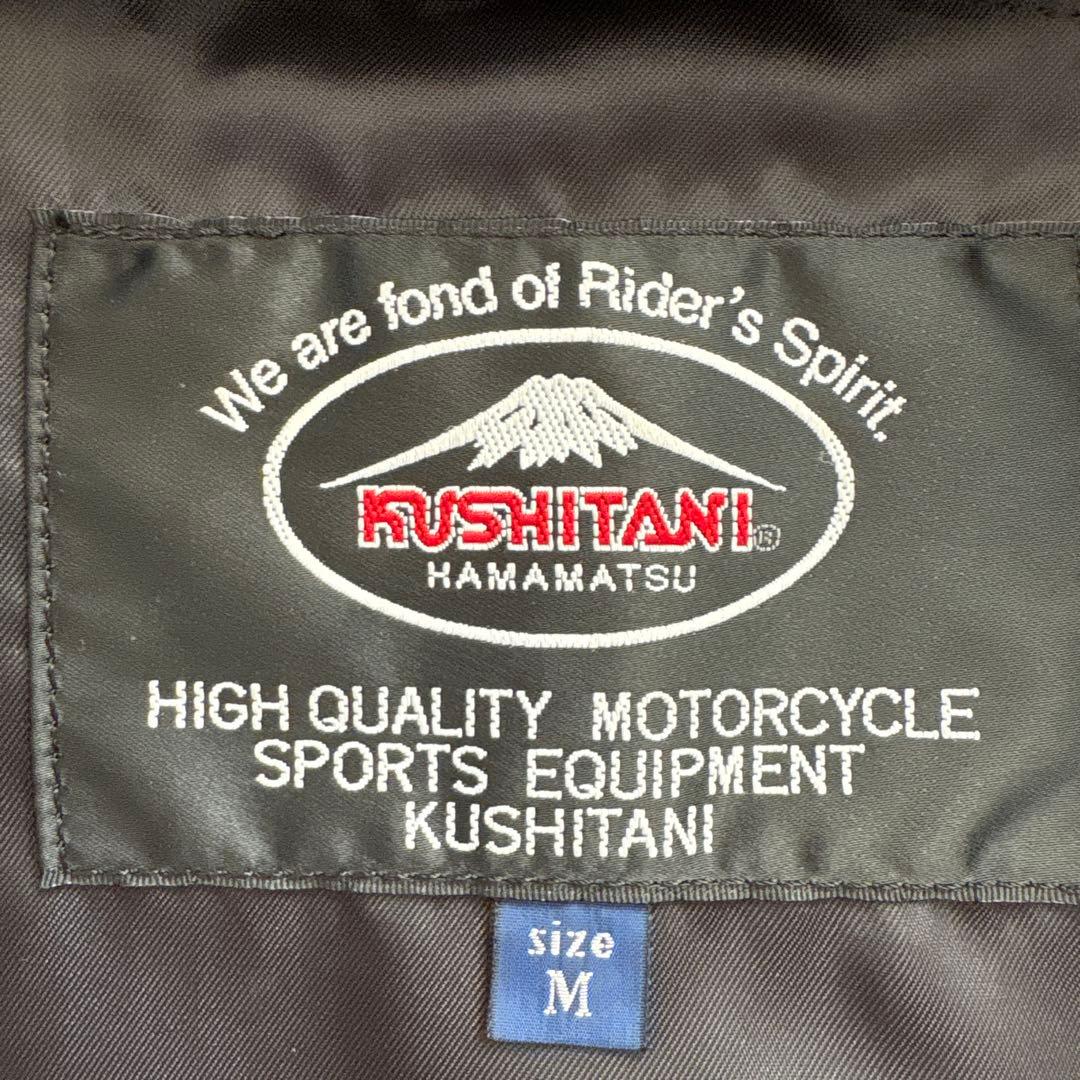 We are fond of Rider's Spirit.
KUSHITANI®
HAMAMATSU
HIGH QUALITY MOTORCYCLE
SPORTS EQUIPMENT
KUSHITANI
size
M